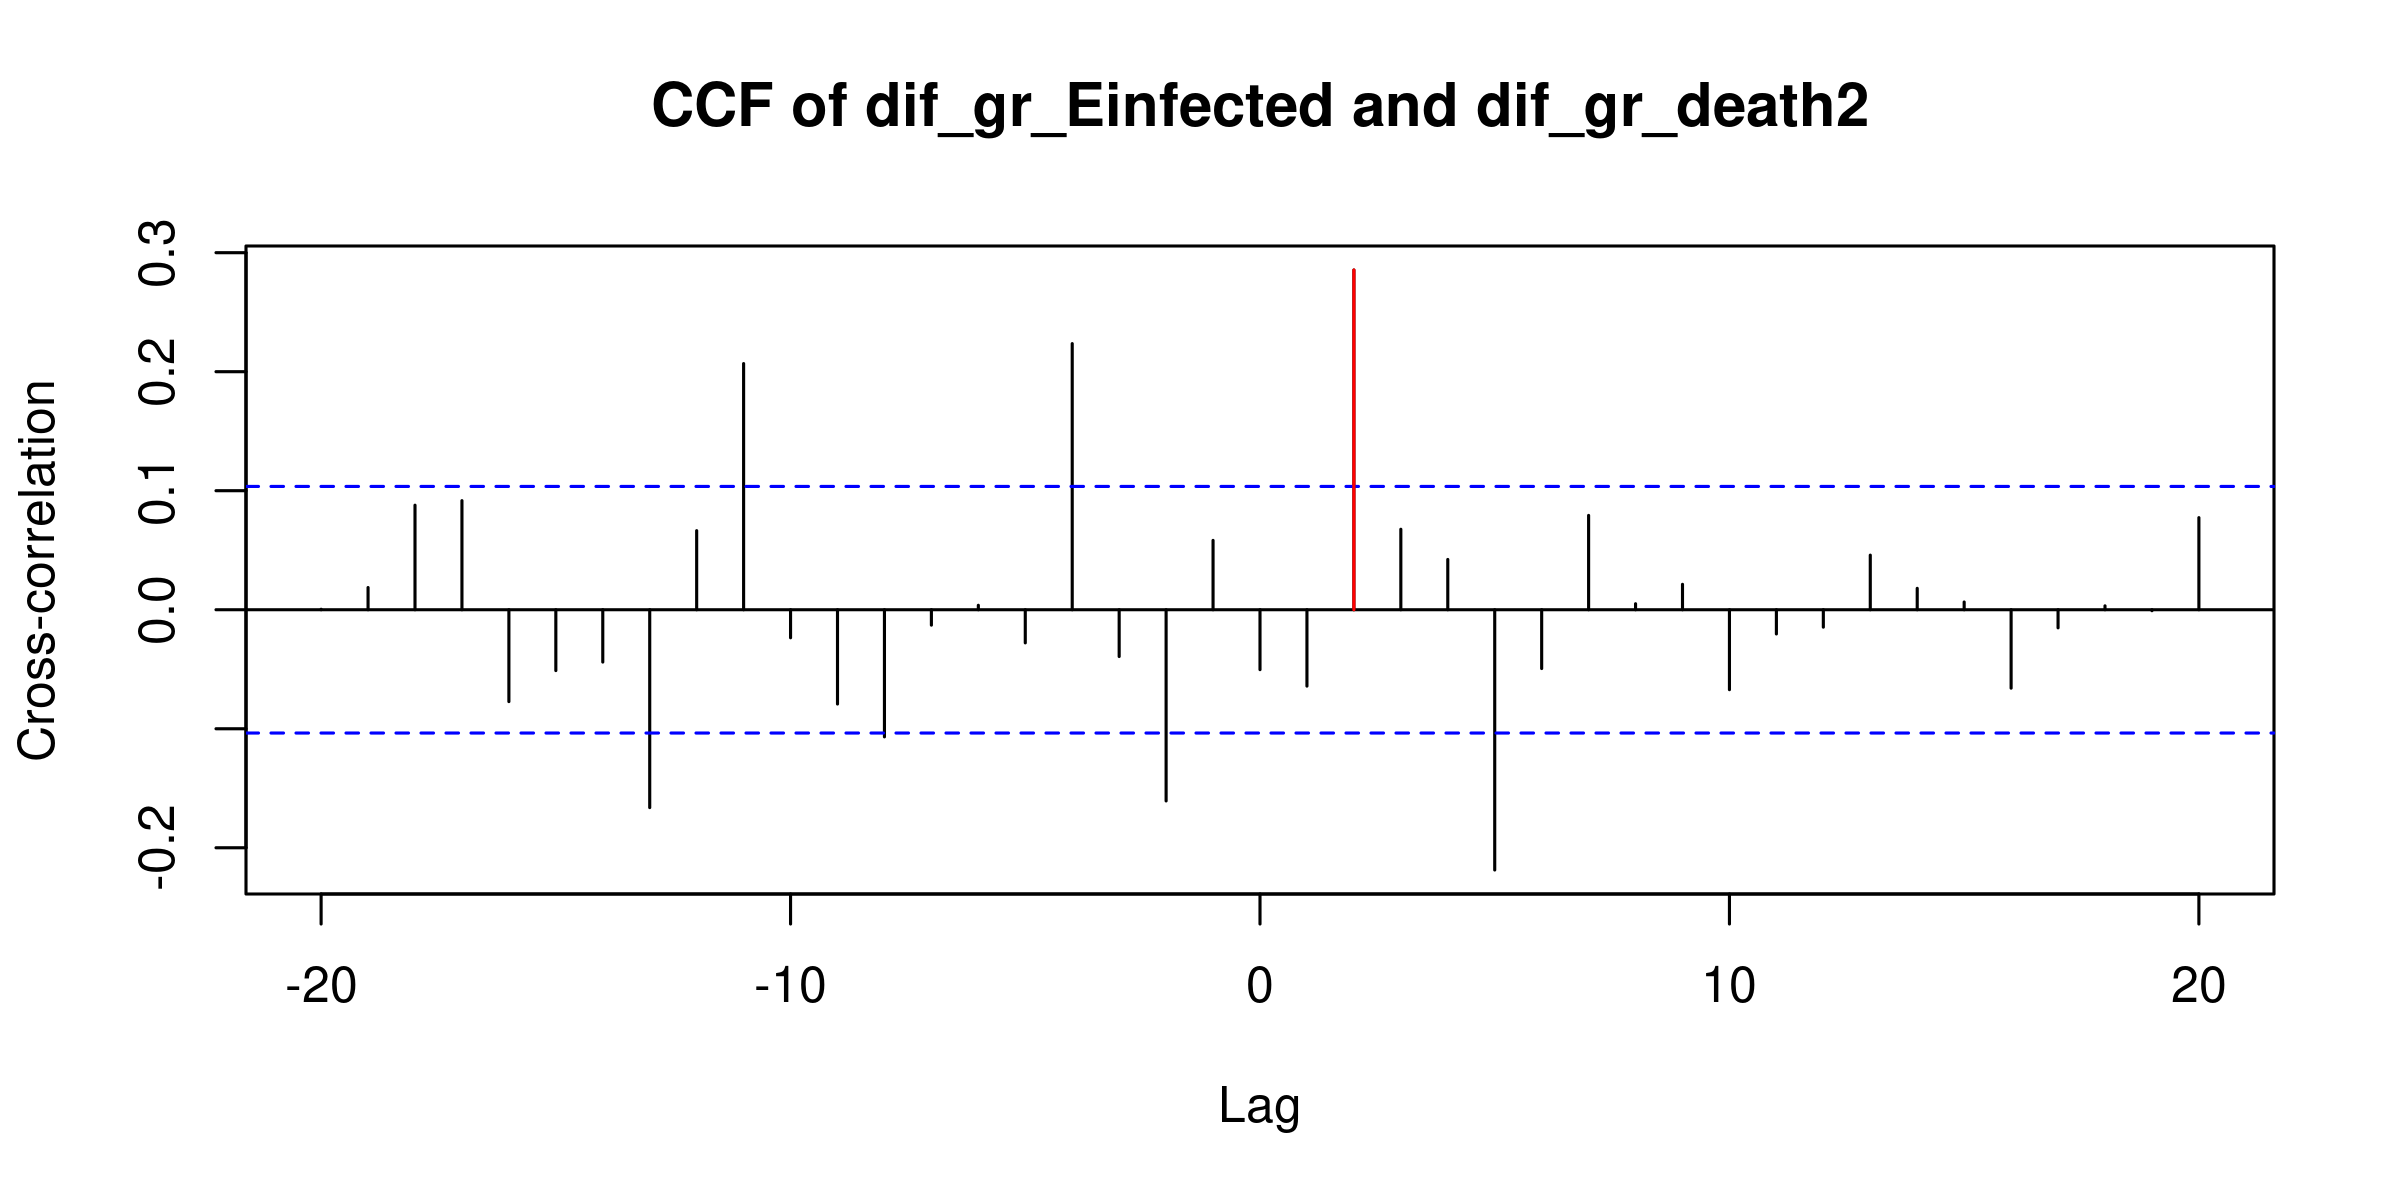 CCF of dif_gr_Einfected and dif_gr_death2
Cross-correlation
0.3
0.2
0.1
0.0
-0.2
-20 -10 0 10 20
Lag